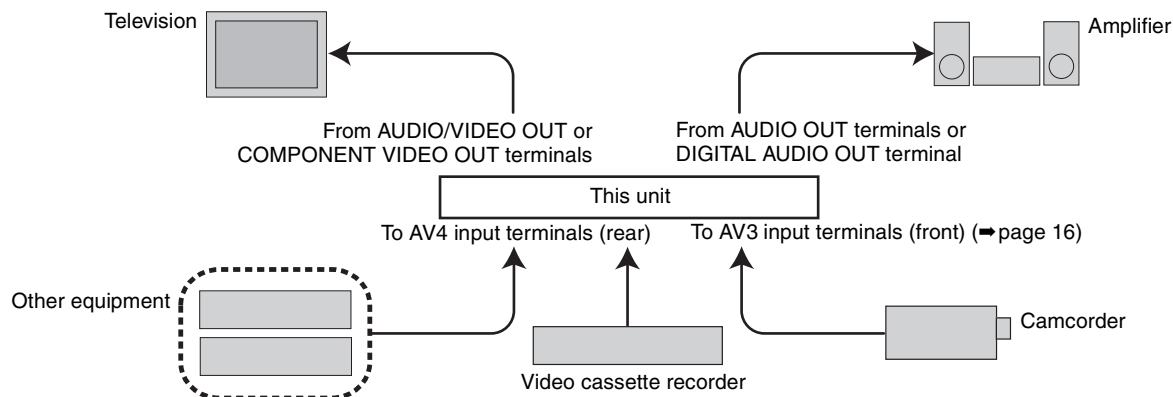 Television
Amplifier
From AUDIO/VIDEO OUT or
COMPONENT VIDEO OUT terminals
From AUDIO OUT terminals or
DIGITAL AUDIO OUT terminal
This unit
To AV4 input terminals (rear)
To AV3 input terminals (front) (➡page 16)
Other equipment
Camcorder
Video cassette recorder